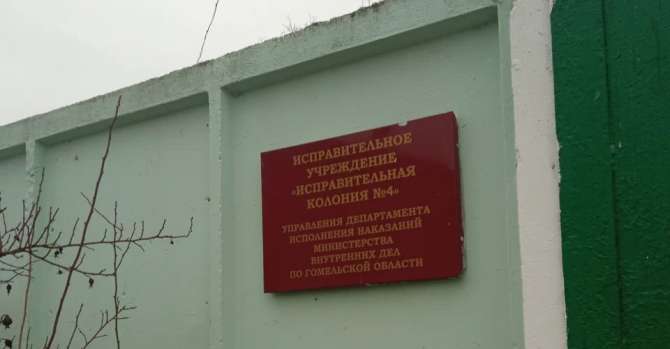 ИСПРАВИТЕЛЬНОЕ
УЧРЕЖДЕНИЕ
«ИСПРАВИТЕЛЬНАЯ
КОЛОНИЯ №4»
УПРАВЛЕНИЯ ДЕПАРТАМЕНТА
ИСПОЛНЕНИЯ НАКАЗАНИЙ
МИНИСТЕРСТВА
ВНУТРЕННИХ ДЕЛ
ПО ГОМЕЛЬСКОЙ ОБЛАСТИ